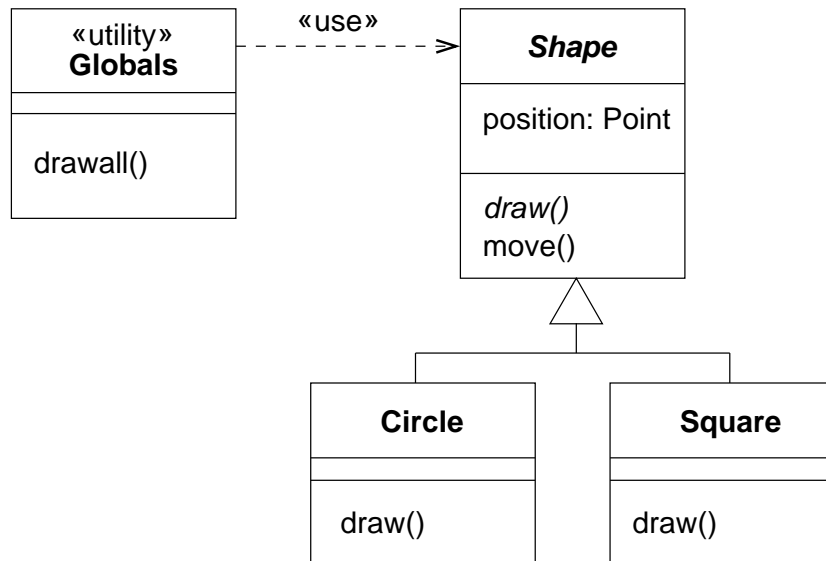 «utility»
Globals
drawall()
«use»
Shape
position: Point
draw()
move()
Circle
draw()
Square
draw()